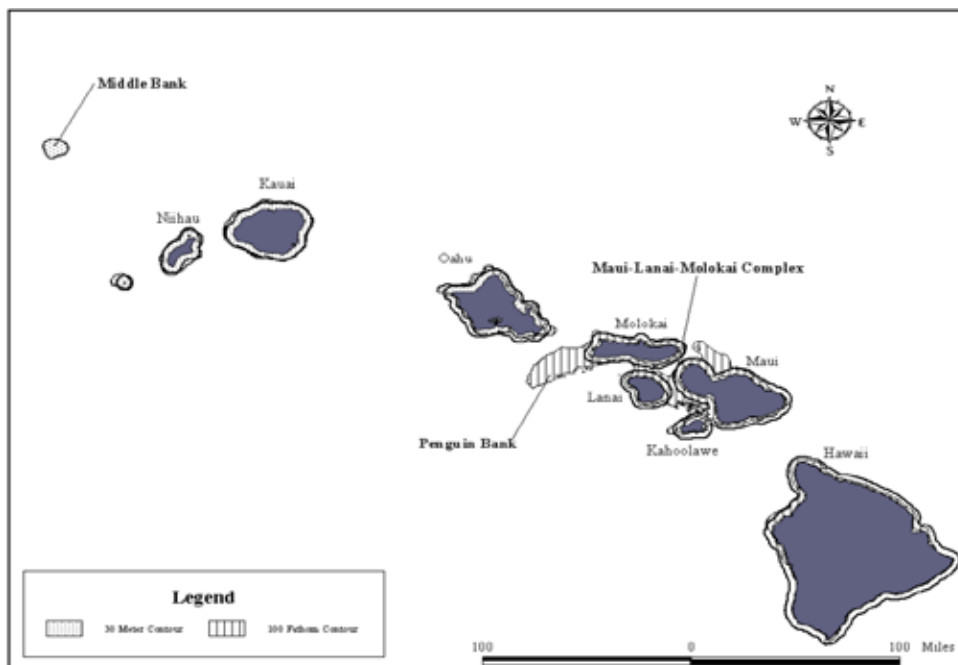 Middle Bank
N
W
E
S
Kauai
Niihau
Oahu
Maui-Lanai-Molokai Complex
Molokai
Maui
Lanai
Penguin Bank
Kahoolawe
Hawaii
Legend
30 Meter Contour
100 Fathom Contour
100 0 100 Miles